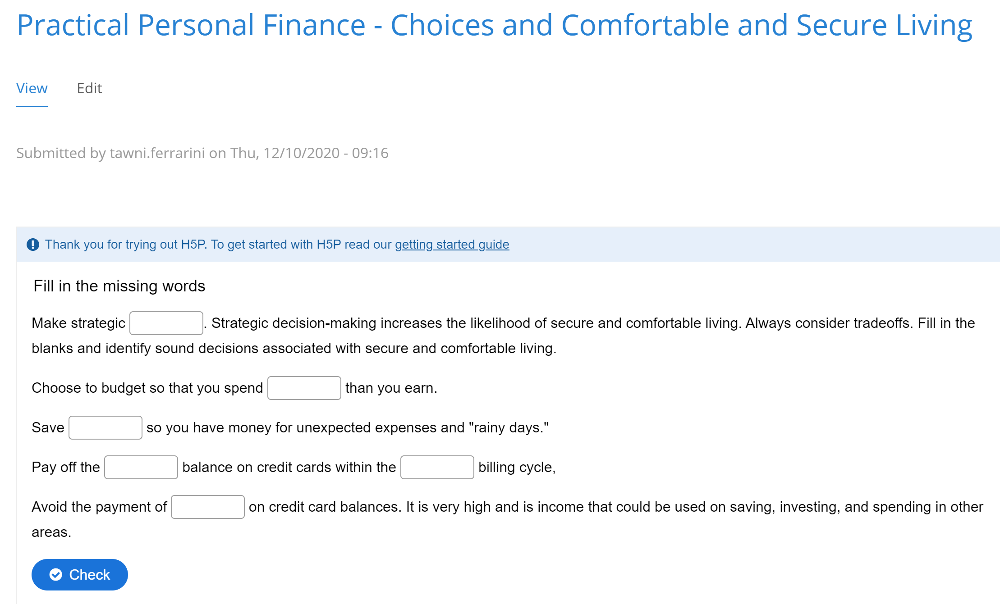 Practical Personal Finance - Choices and Comfortable and Secure Living
View Edit
Submitted by tawni.ferrarini on Thu, 12/10/2020 - 09:16
Thank you for trying out H5P. To get started with H5P read our getting started guide
Fill in the missing words
Make strategic . Strategic decision-making increases the likelihood of secure and comfortable living. Always consider tradeoffs. Fill in the
blanks and identify sound decisions associated with secure and comfortable living.
Choose to budget so that you spend than you earn.
Save so you have money for unexpected expenses and "rainy days."
Pay off the balance on credit cards within the billing cycle,
Avoid the payment of on credit card balances. It is very high and is income that could be used on saving, investing, and spending in other
areas.
Check